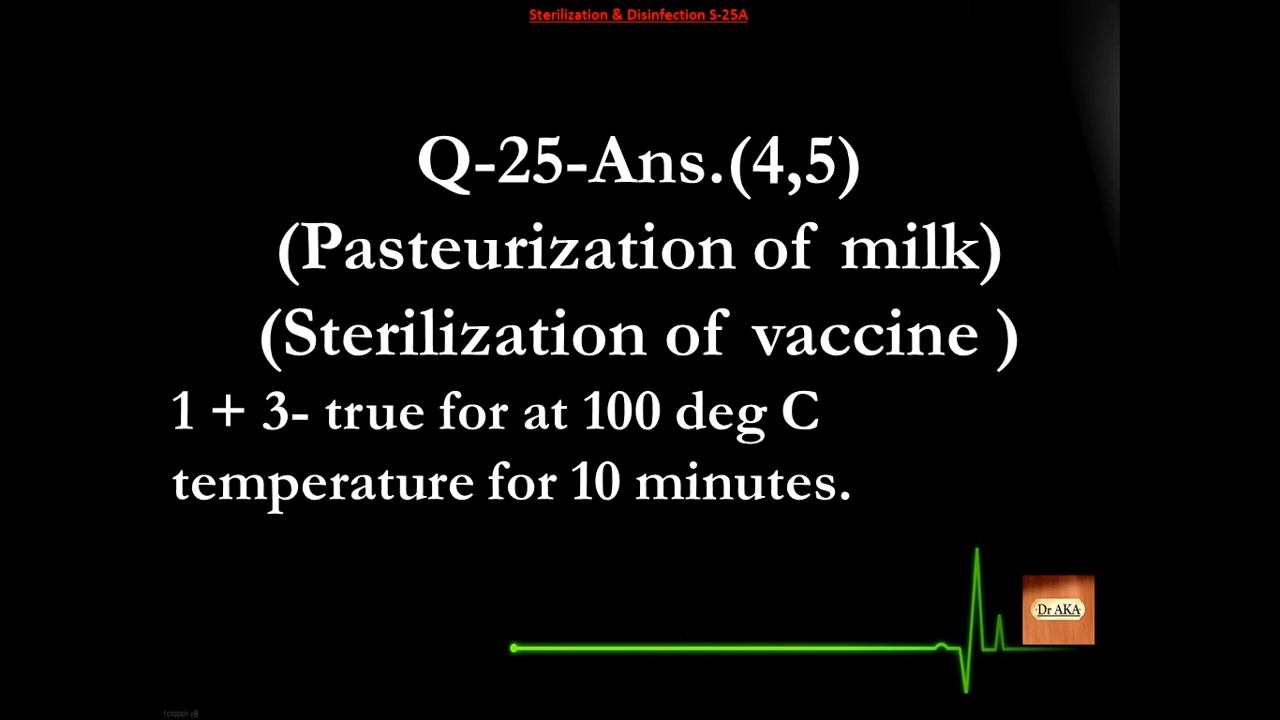 Sterilization & Disinfection S-25A
Q-25-Ans.(4,5)
(Pasteurization of milk)
(Sterilization of vaccine )
1 + 3- true for at 100 deg C
temperature for 10 minutes.
Dr AKA